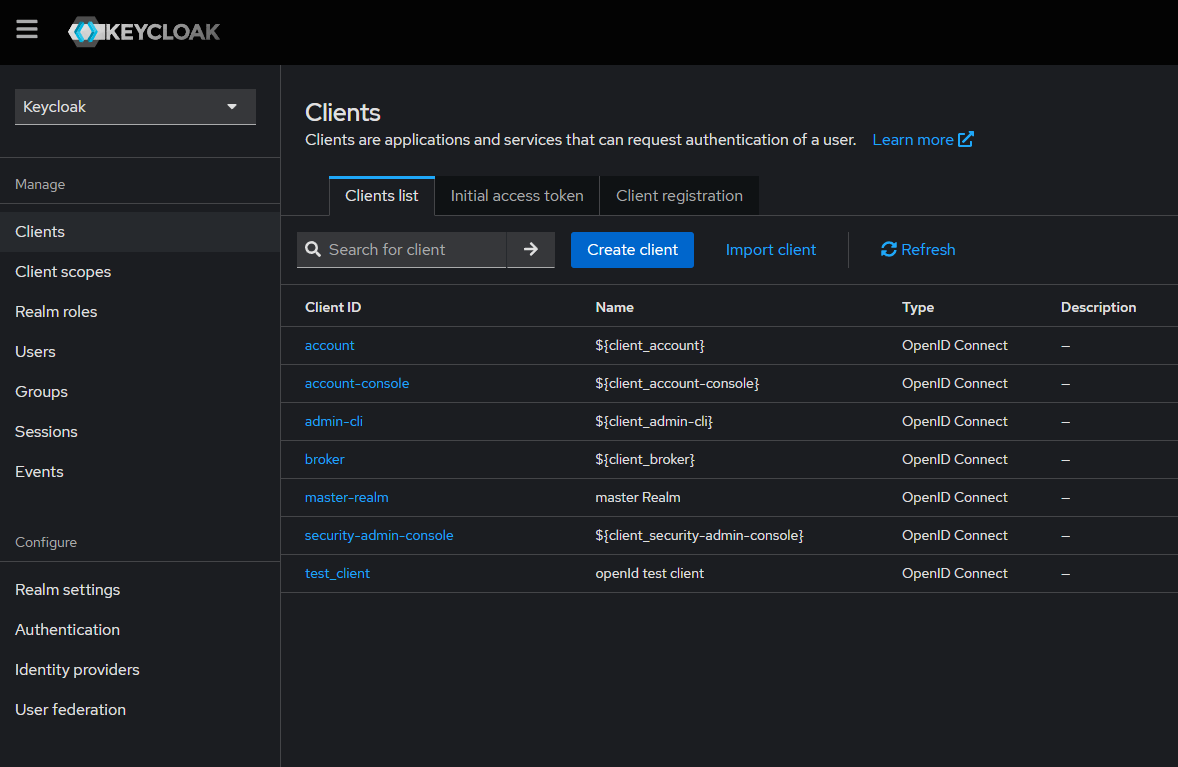 KEYCLOAK
Keycloak
Manage
Clients
Client scopes
Realm roles
Users
Groups
Sessions
Events
Configure
Realm settings
Authentication
Identity providers
User federation
Clients
Clients are applications and services that can request authentication of a user. Learn more
Clients list Initial access token Client registration
Search for client Create client Import client Refresh
Client ID Name Type Description
account ${client_account} OpenID Connect –
account-console ${client_account-console} OpenID Connect –
admin-cli ${client_admin-cli} OpenID Connect –
broker ${client_broker} OpenID Connect –
master-realm master Realm OpenID Connect –
security-admin-console ${client_security-admin-console} OpenID Connect –
test_client openId test client OpenID Connect –